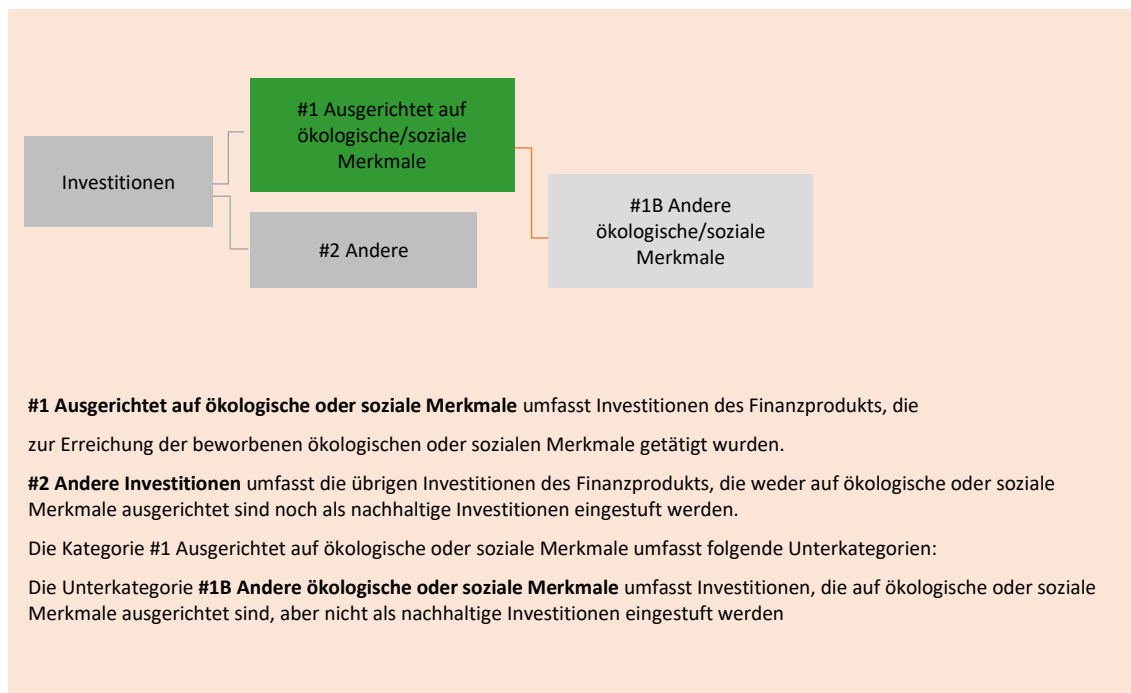 #1 Ausgerichtet auf
ökologische/soziale
Merkmale
Investitionen
#2 Andere
#1B Andere
ökologische/soziale
Merkmale
#1 Ausgerichtet auf ökologische oder soziale Merkmale umfasst Investitionen des Finanzprodukts, die
zur Erreichung der beworbenen ökologischen oder sozialen Merkmale getätigt wurden.
#2 Andere Investitionen umfasst die übrigen Investitionen des Finanzprodukts, die weder auf ökologische oder soziale
Merkmale ausgerichtet sind noch als nachhaltige Investitionen eingestuft werden.
Die Kategorie #1 Ausgerichtet auf ökologische oder soziale Merkmale umfasst folgende Unterkategorien:
Die Unterkategorie #1B Andere ökologische oder soziale Merkmale umfasst Investitionen, die auf ökologische oder soziale
Merkmale ausgerichtet sind, aber nicht als nachhaltige Investitionen eingestuft werden